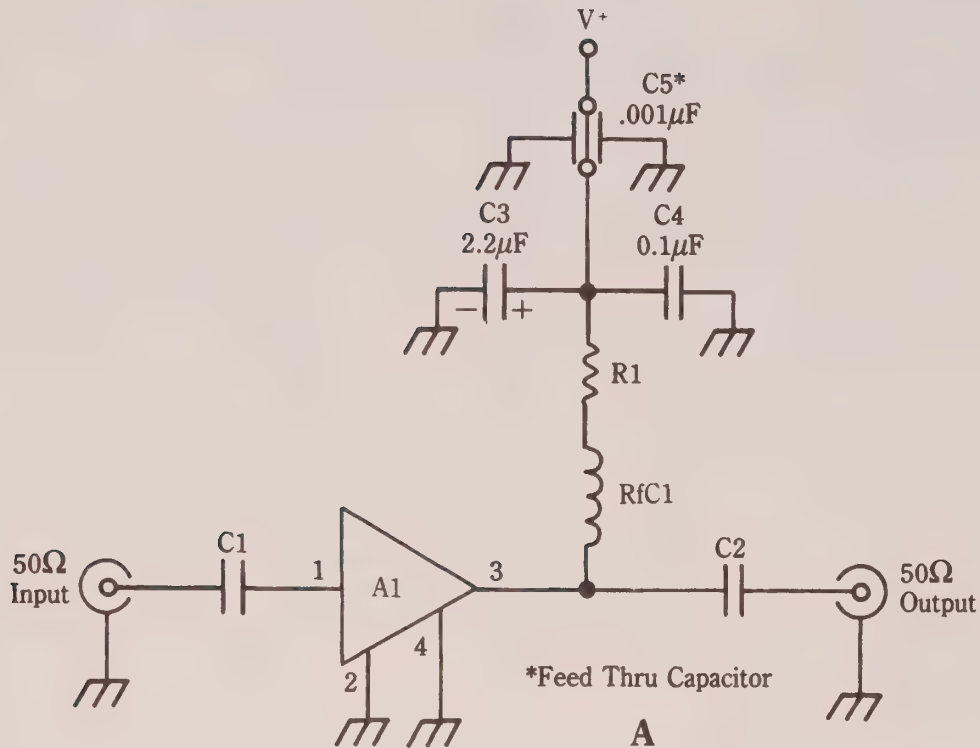 V+
C5*
.001μF
C3
2.2μF
C4
0.1μF
− +
R1
RfC1
50Ω
Input
C1
1
A1
3
2
4
C2
50Ω
Output
*Feed Thru Capacitor
A